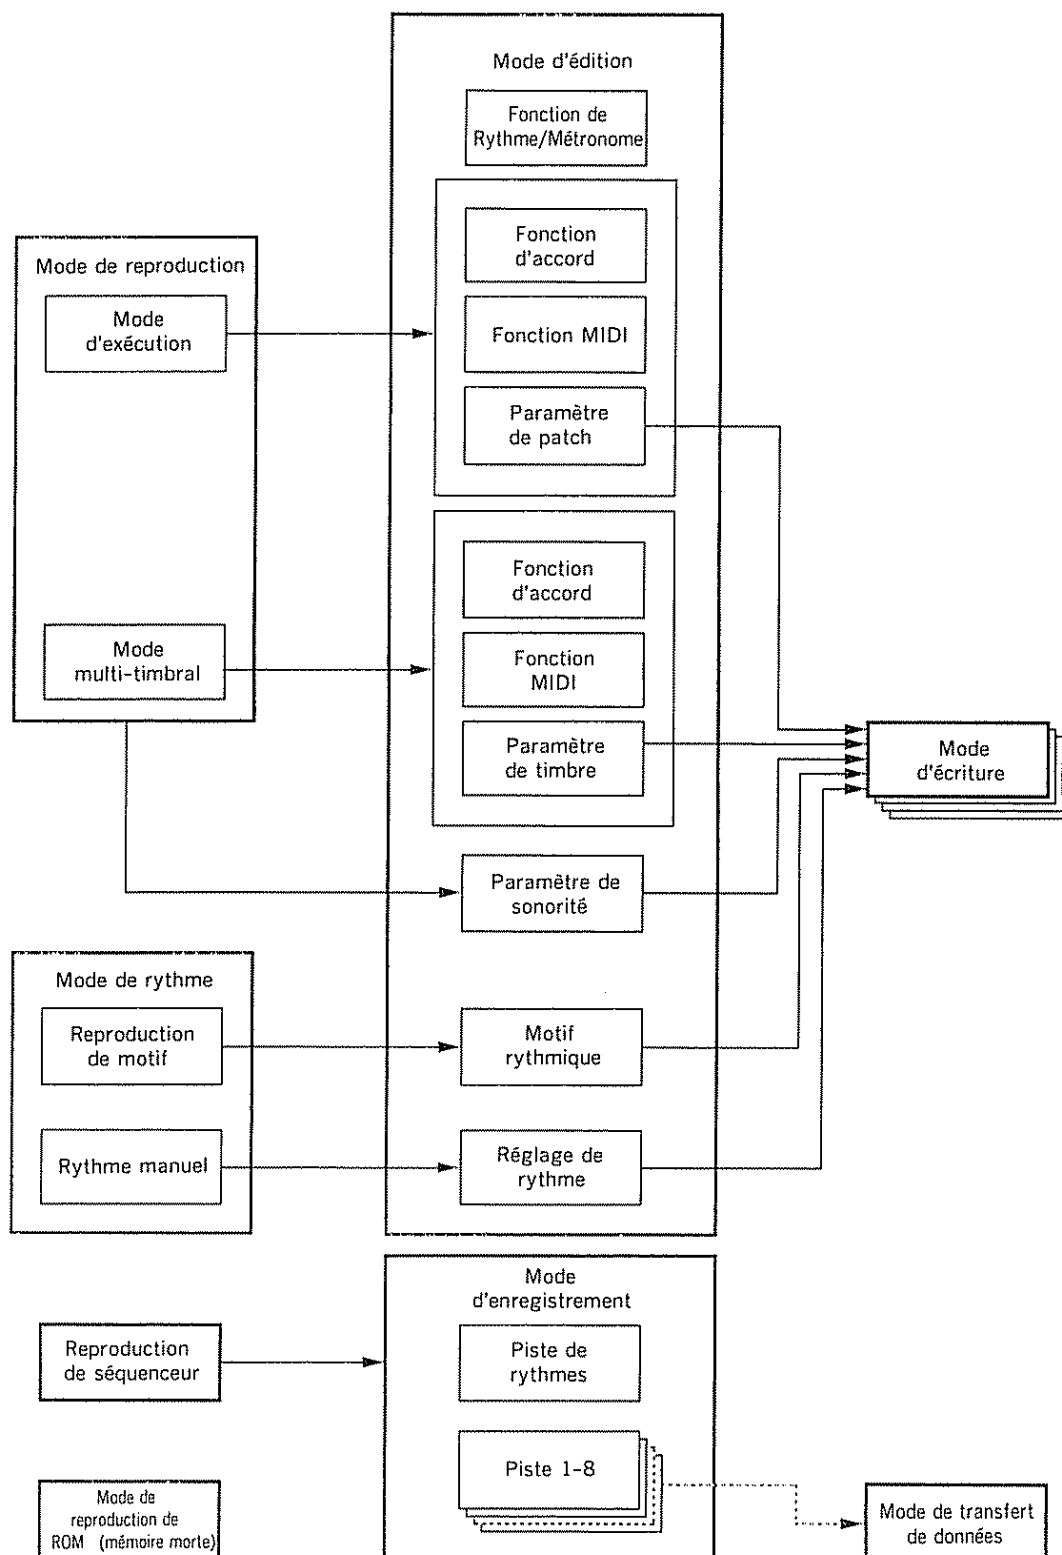 Mode d'édition
Fonction de
Rythme/Métronome
Fonction
d'accord
Mode de reproduction
Mode
d'exécution
Fonction MIDI
Paramètre
de patch
Fonction
d'accord
Mode
multi-timbral
Fonction
MIDI
Paramètre
de timbre
Mode
d'écriture
Paramètre de
sonorité
Mode de rythme
Reproduction
de motif
Motif
rythmique
Rythme manuel
Réglage de
rythme
Mode
d'enregistrement
Reproduction
de séquenceur
Piste de
rythmes
Piste 1-8
Mode de
reproduction de
ROM (mémoire morte)
Mode de transfert
de données